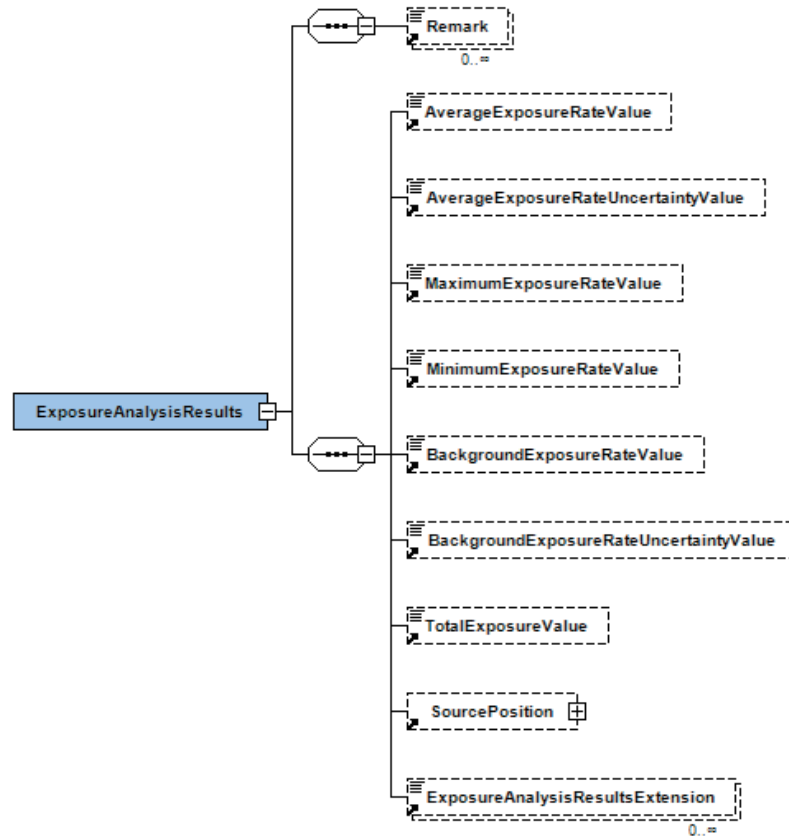 Remark
0..∞
AverageExposureRateValue
AverageExposureRateUncertaintyValue
MaximumExposureRateValue
MinimumExposureRateValue
ExposureAnalysisResults
BackgroundExposureRateValue
BackgroundExposureRateUncertaintyValue
TotalExposureValue
SourcePosition
ExposureAnalysisResultsExtension
0..∞